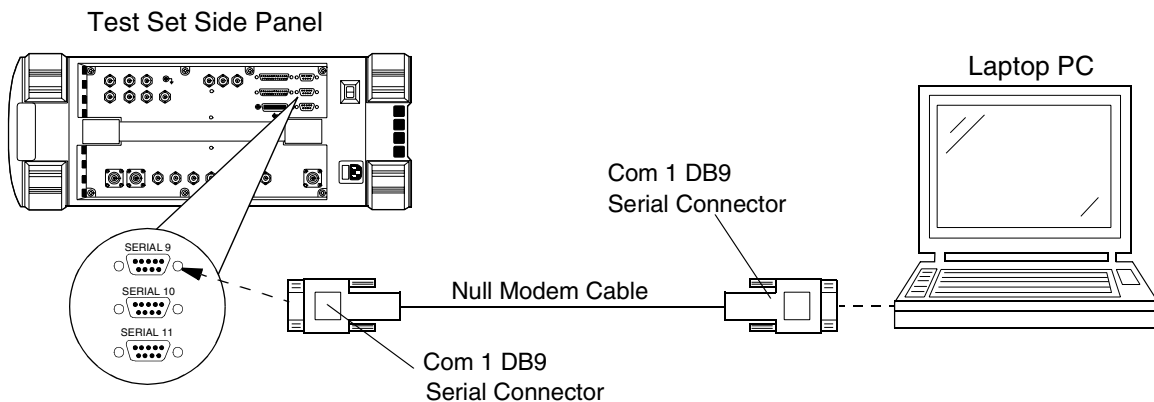 Test Set Side Panel
Laptop PC
Com 1 DB9
Serial Connector
SERIAL 9
SERIAL 10
SERIAL 11
Null Modem Cable
Com 1 DB9
Serial Connector